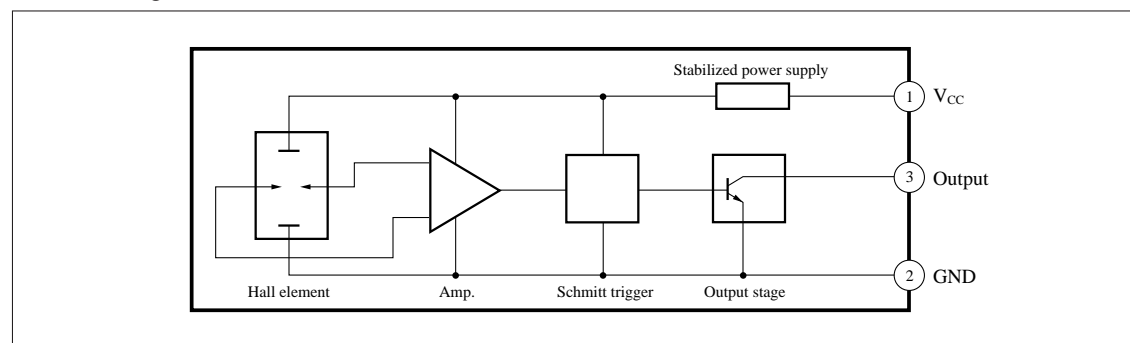 Stabilized power supply
1 VCC
3 Output
2 GND
Hall element Amp. Schmitt trigger Output stage